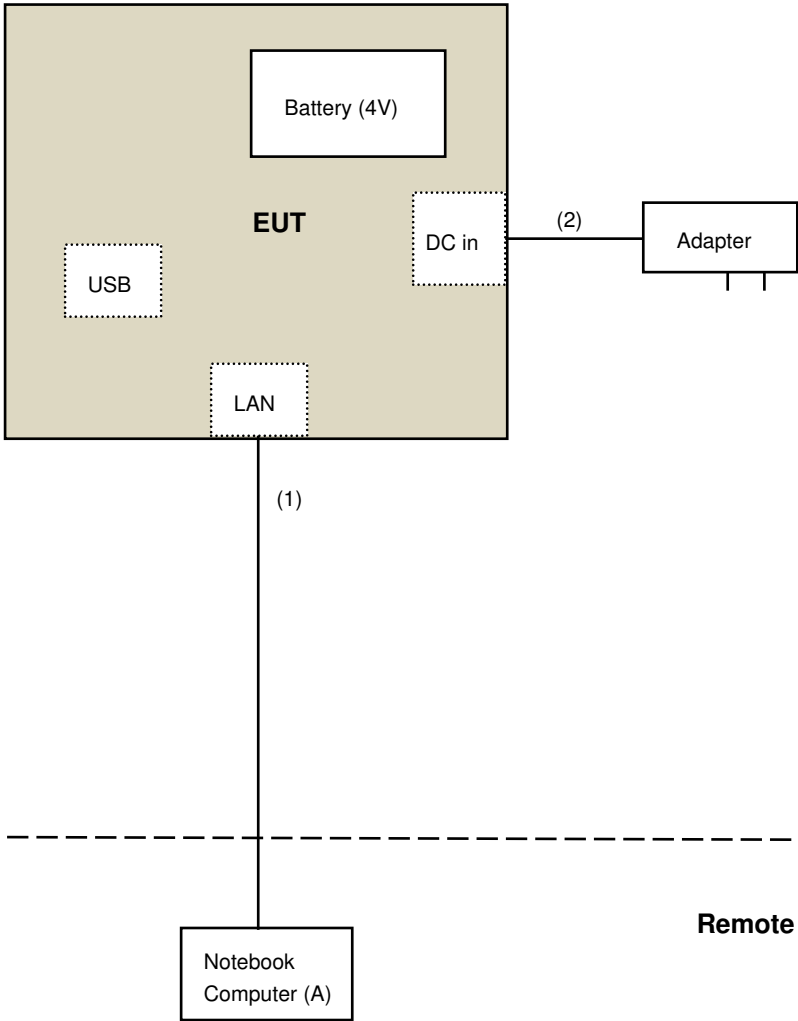 Battery (4V)
EUT
(2)
DC in
Adapter
USB
LAN
(1)
Remote
Notebook
Computer (A)